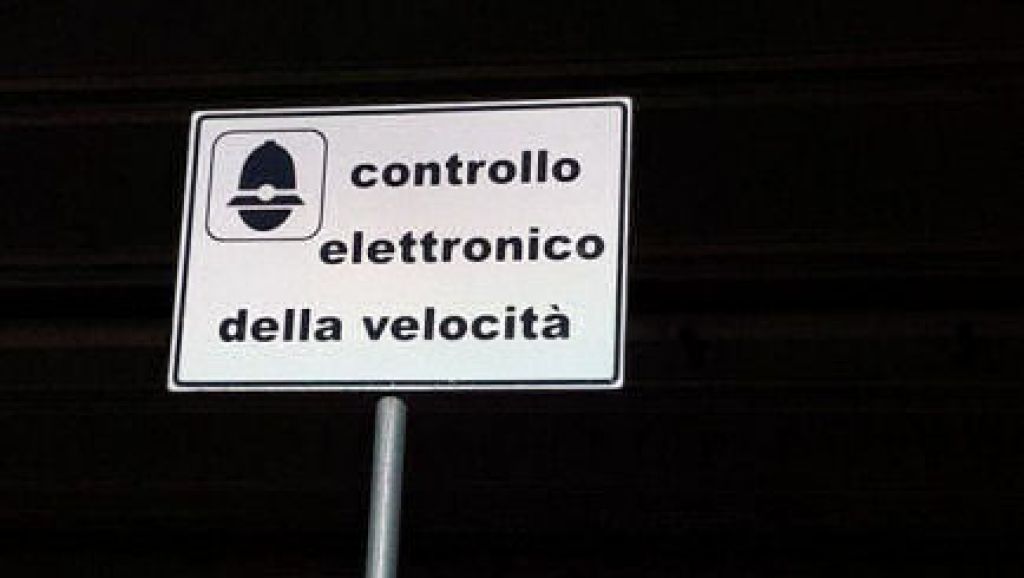 controllo
elettronico
della velocità